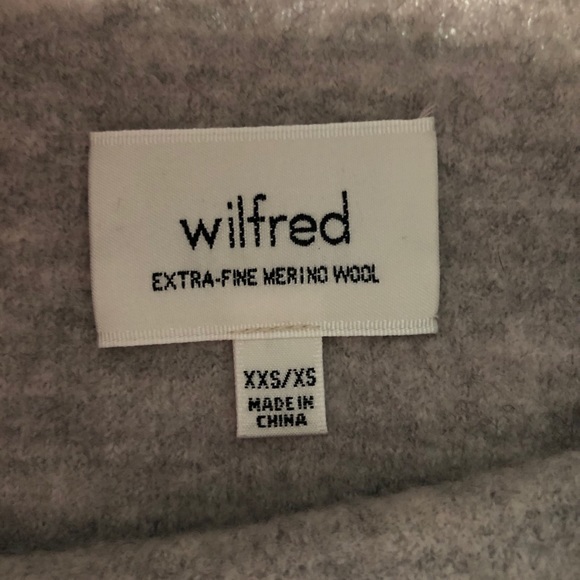 wilfred
EXTRA-FINE MERINO WOOL
XXS/XS
MADE IN
CHINA